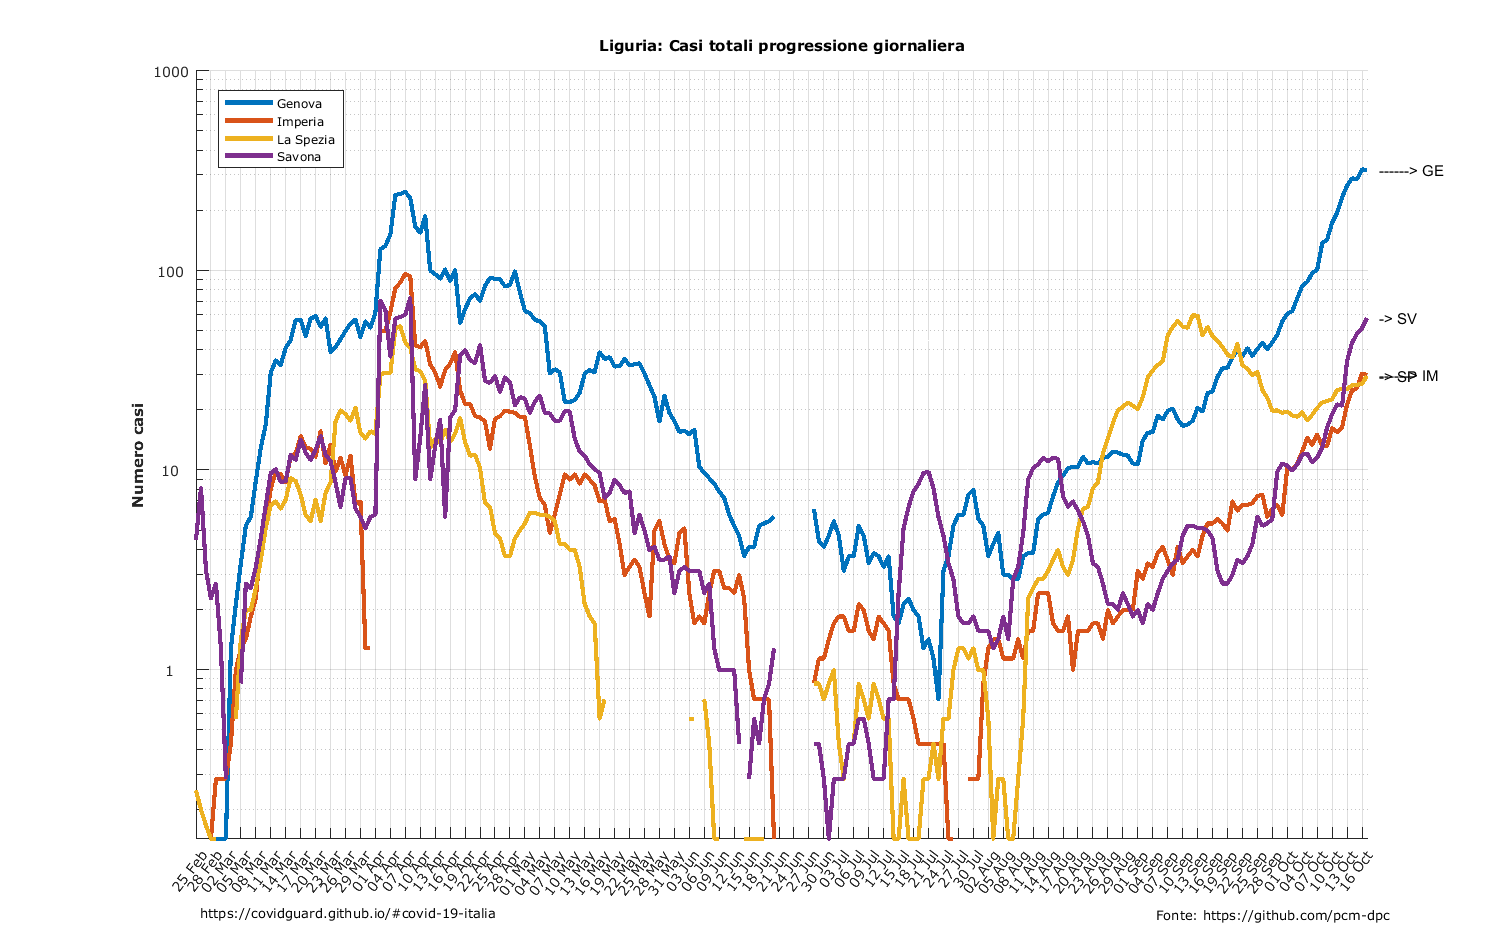 Liguria: Casi totali progressione giornaliera
1000
100
10
1
Numero casi
Genova
Imperia
La Spezia
Savona
------> GE
-> SV
-> SP
-----> IM
25 Feb
28 Feb
02 Mar
05 Mar
08 Mar
11 Mar
14 Mar
17 Mar
20 Mar
23 Mar
26 Mar
29 Mar
01 Apr
04 Apr
07 Apr
10 Apr
13 Apr
16 Apr
19 Apr
22 Apr
25 Apr
28 Apr
01 May
04 May
07 May
10 May
13 May
16 May
19 May
22 May
25 May
28 May
31 May
03 Jun
06 Jun
09 Jun
12 Jun
15 Jun
18 Jun
21 Jun
24 Jun
27 Jun
30 Jun
03 Jul
06 Jul
09 Jul
12 Jul
15 Jul
18 Jul
21 Jul
24 Jul
27 Jul
30 Jul
02 Aug
05 Aug
08 Aug
11 Aug
14 Aug
17 Aug
20 Aug
23 Aug
26 Aug
29 Aug
01 Sep
04 Sep
07 Sep
10 Sep
13 Sep
16 Sep
19 Sep
22 Sep
25 Sep
28 Sep
01 Oct
04 Oct
07 Oct
10 Oct
13 Oct
16 Oct
https://covidguard.github.io/#covid-19-italia
Fonte: https://github.com/pcm-dpc